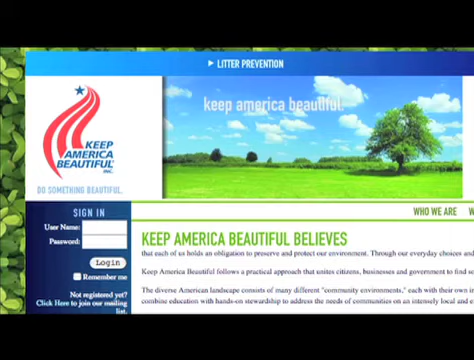 LITTER PREVENTION
keep america beautiful.
KEEP
AMERICA
BEAUTIFUL
INC.
DO SOMETHING BEAUTIFUL.
WHO WE ARE
SIGN IN
User Name:
Password:
Login
Remember me
Not registered yet?
Click Here to join our mailing
list.
KEEP AMERICA BEAUTIFUL BELIEVES
that each of us holds an obligation to preserve and protect our environment. Through our everyday choices and
Keep America Beautiful follows a practical approach that unites citizens, businesses and government to find
The diverse American landscape consists of many different "community environments," each with their own
combine education with hands-on stewardship to address the needs of communities on an intensely local and